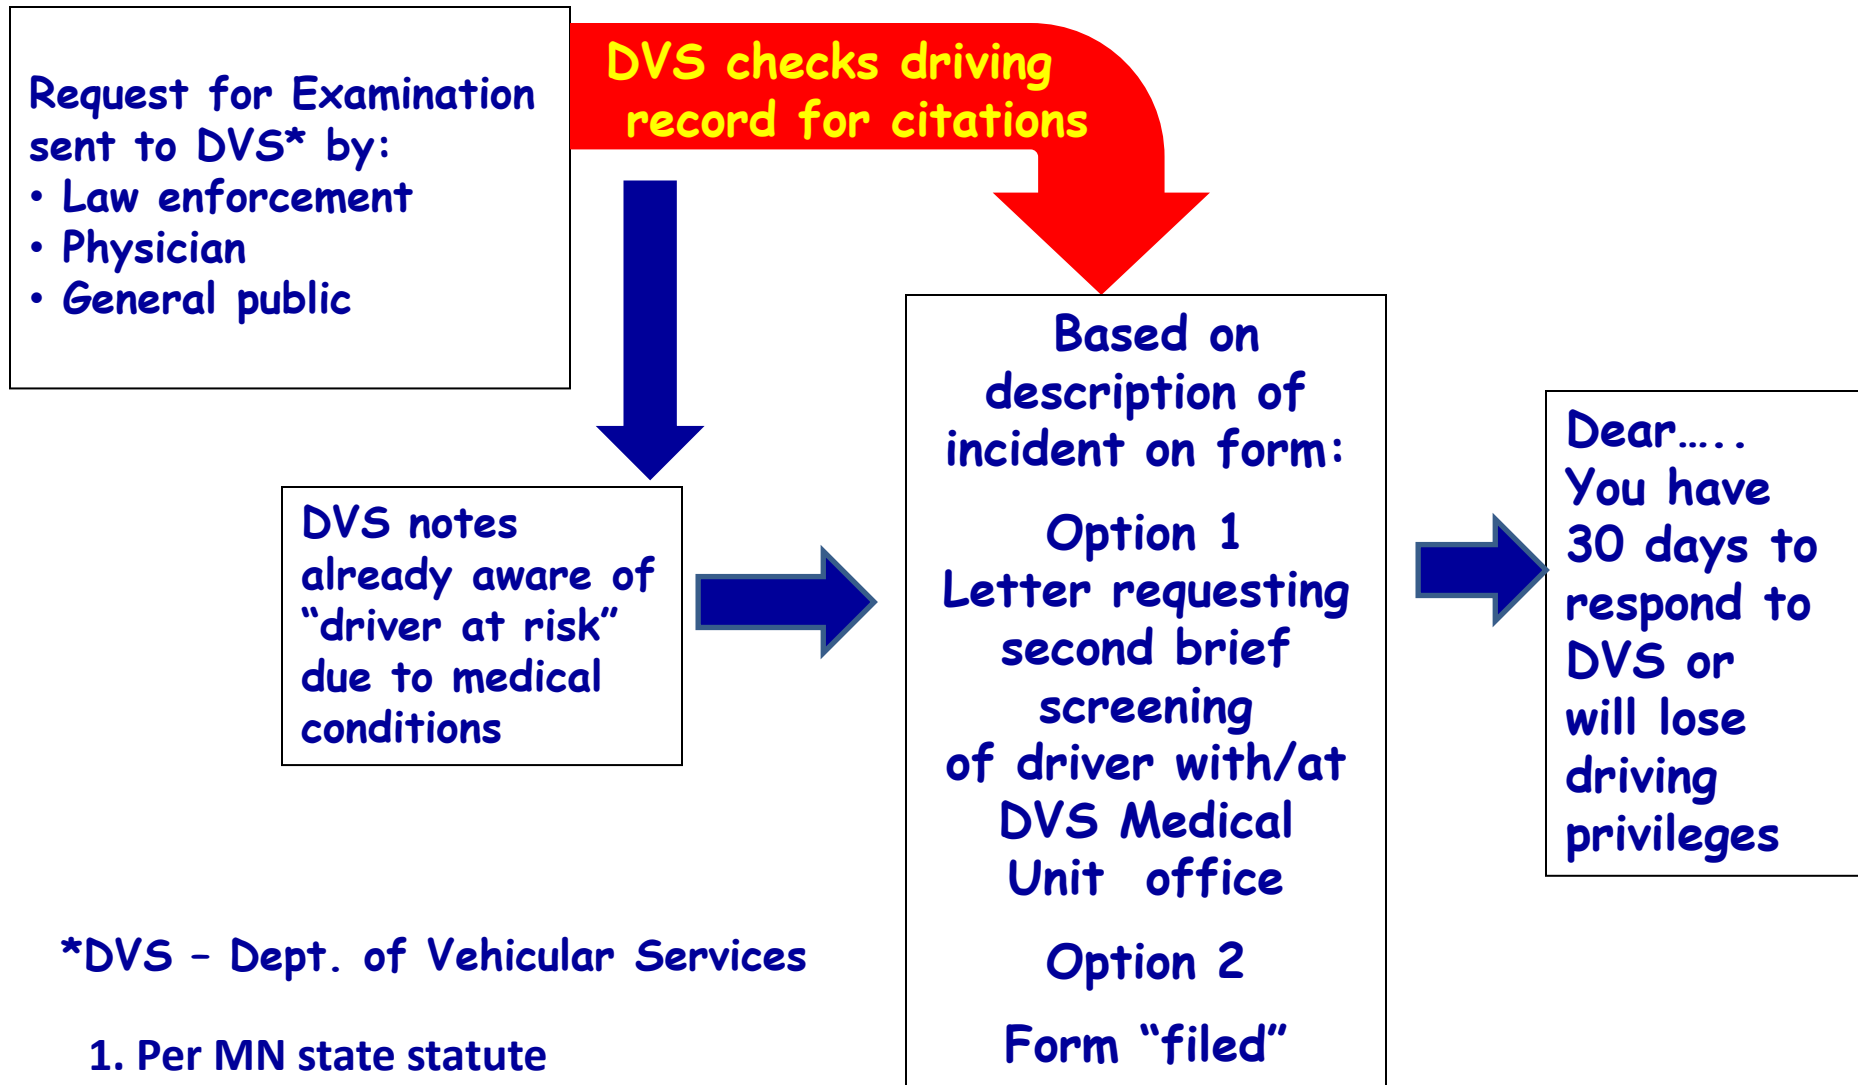 Request for Examination
sent to DVS* by:
• Law enforcement
• Physician
• General public
DVS checks driving
record for citations
DVS notes
already aware of
“driver at risk”
due to medical
conditions
Based on
description of
incident on form:
Option 1
Letter requesting
second brief
screening
of driver with/at
DVS Medical
Unit office
Option 2
Form “filed”
Dear.....
You have
30 days to
respond to
DVS or
will lose
driving
privileges
*DVS – Dept. of Vehicular Services
1. Per MN state statute